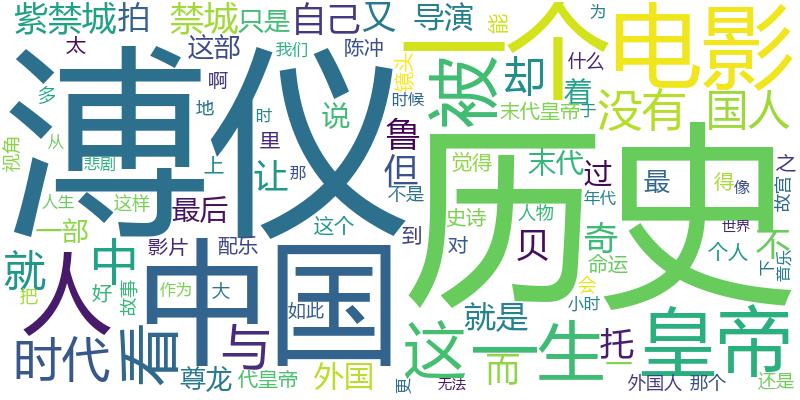 紫禁城 拍 禁城 只是 自己 又 导演 能 一个 电影 为
太 这部 陈冲 我们 镜头 被 却 着 什么
多 溥仪 啊 说 时候 末代皇帝 于 没有 国人
视角 从 地 时 里 鲁 历史
悲剧 上 让 那 但 觉得 末代 过 最 得 像 之 故宫
人生 这样 最后 不是 史诗 人物 年代 世界
一部 这个 到 对 贝 奇 个人 不 下 音乐
就 中 人 影片 配乐 命运
把 好 故事 看 中国 作为 大 如此 就是 会 小时
时代 与 这 一生 托 皇帝
尊龙 代皇帝 外国 更 无法 而 一 外国人 那个 还是